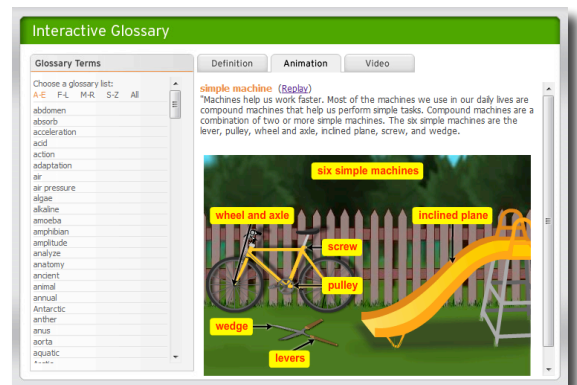 Interactive Glossary
Glossary Terms
Choose a glossary list:
A-E F-L M-R S-Z All
abdomen
absorb
acceleration
acid
action
adaptation
air
air pressure
algae
alkaline
amoeba
amphibian
amplitude
analyze
anatomy
ancient
animal
annual
Antarctic
anther
anus
aorta
aquatic
Definition Animation Video
simple machine (Replay)
"Machines help us work faster. Most of the machines we use in our daily lives are
compound machines that help us perform simple tasks. Compound machines are a
combination of two or more simple machines. The six simple machines are the
lever, pulley, wheel and axle, inclined plane, screw, and wedge.
six simple machines
wheel and axle
inclined plane
screw
pulley
wedge
levers